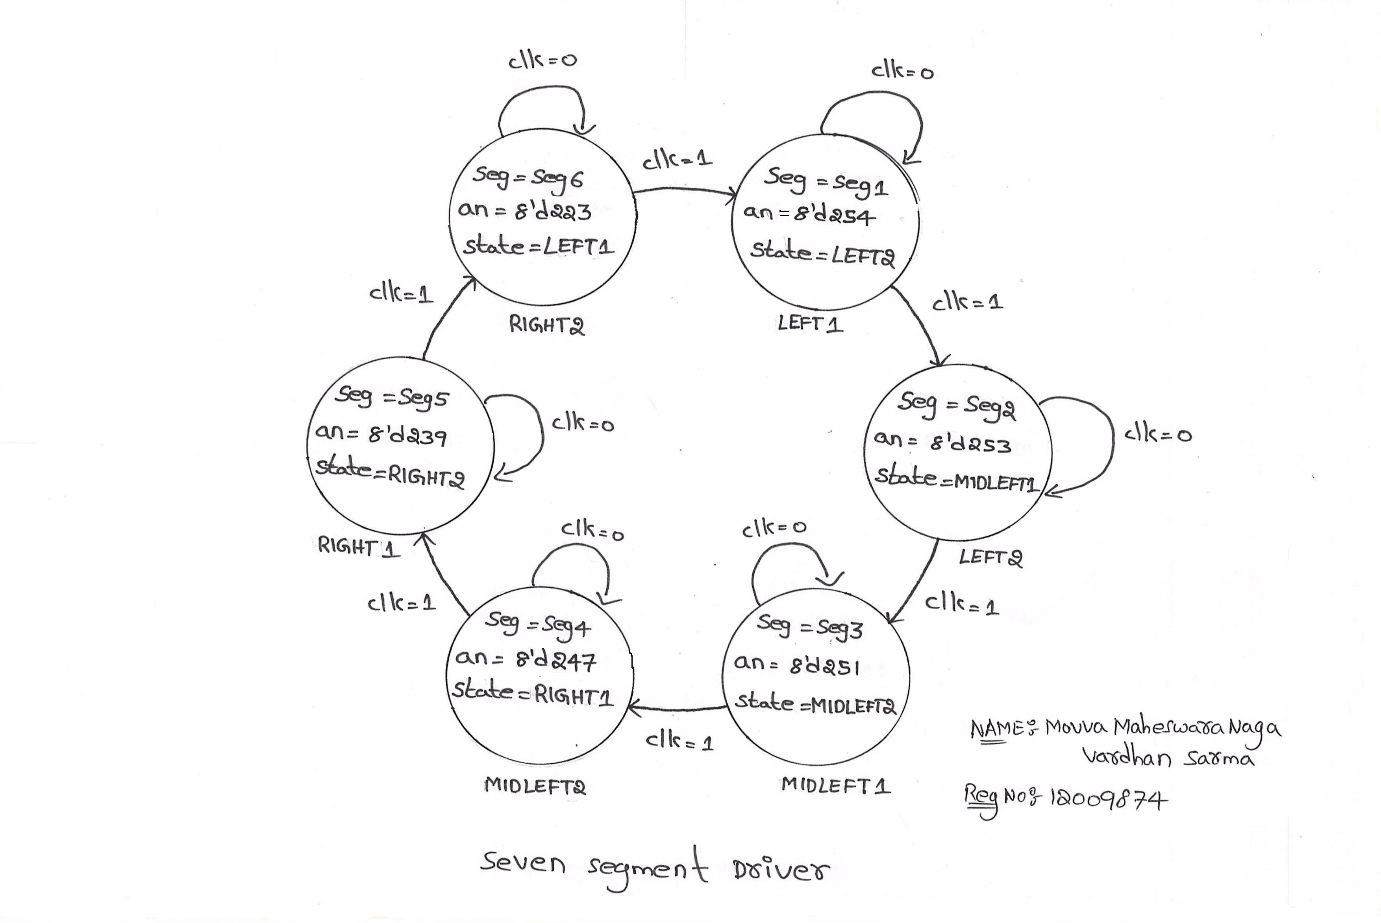 clk=0
clk=0
Seg = Seg6
an = 8'd223
state = LEFT1
RIGHT2
clk=1
Seg = Seg1
an = 8'd254
state = LEFT2
LEFT1
clk=1
clk=1
Seg = Seg5
an = 8'd239
state = RIGHT2
RIGHT1
clk=0
Seg = Seg2
an = 8'd253
state = MIDLEFT1
LEFT2
clk=0
clk=0
clk=0
clk=1
clk=1
Seg = Seg4
an = 8'd247
state = RIGHT1
MIDLEFT2
clk=1
Seg = Seg3
an = 8'd251
state = MIDLEFT2
MIDLEFT1
NAME: Movva Maheswara Naga
Vardhan Sarma
Reg No: 12009874
Seven Segment Driver